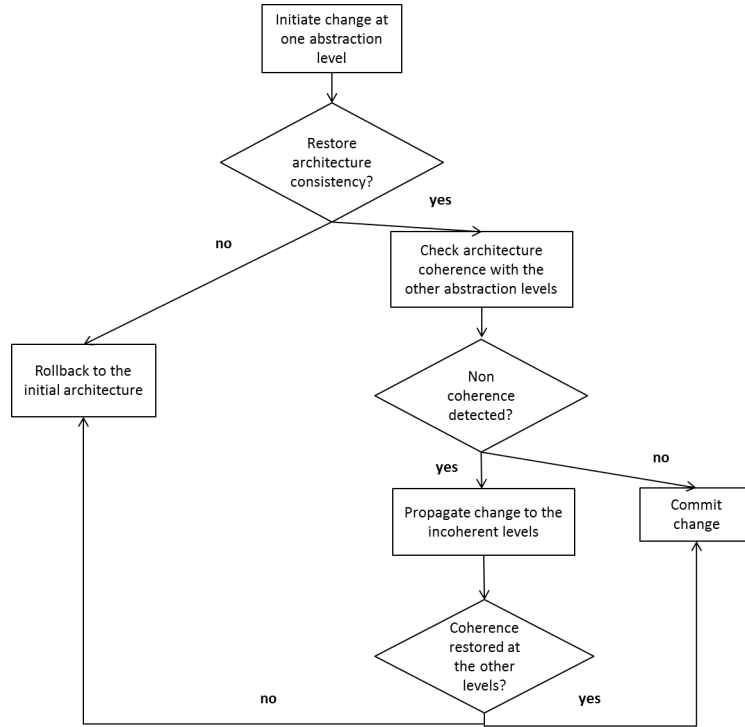 Initiate change at
one abstraction
level
Restore
architecture
consistency?
yes
no
Check architecture
coherence with the
other abstraction levels
Rollback to the
initial architecture
Non
coherence
detected?
yes
no
Propagate change to the
incoherent levels
Commit
change
Coherence
restored at
the other
levels?
no
yes